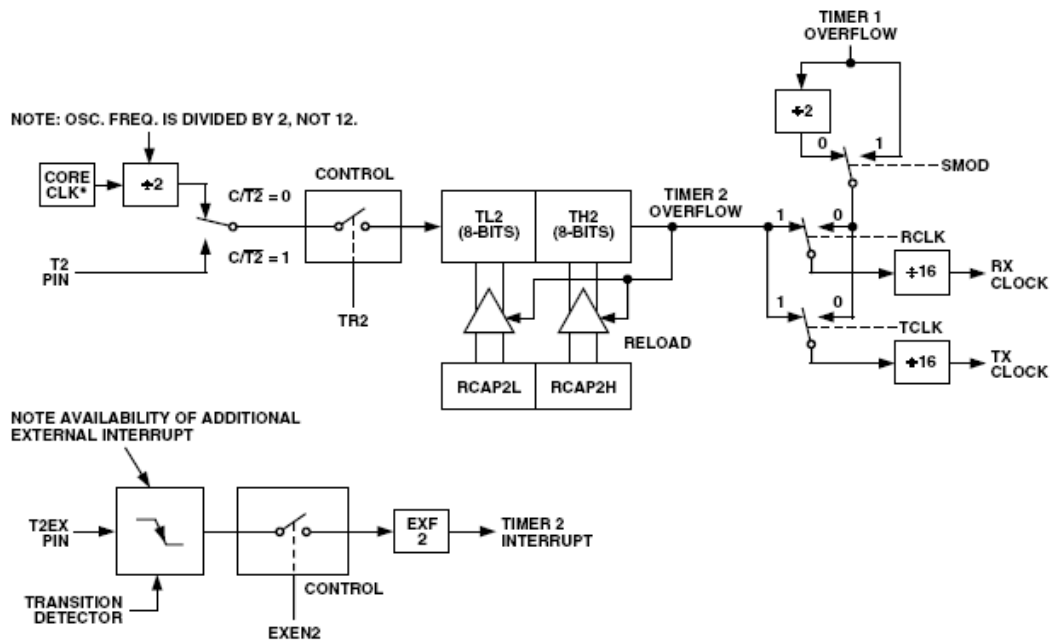 TIMER 1
OVERFLOW
÷2
NOTE: OSC. FREQ. IS DIVIDED BY 2, NOT 12.
0
1
SMOD
CORE
CLK*
÷2
CONTROL
C/T2 = 0
TL2
(8-BITS)
TH2
(8-BITS)
TIMER 2
OVERFLOW
1
0
RCLK
T2
PIN
C/T2 = 1
÷16
RX
CLOCK
TR2
1
0
TCLK
RELOAD
÷16
TX
CLOCK
RCAP2L
RCAP2H
NOTE AVAILABILITY OF ADDITIONAL
EXTERNAL INTERRUPT
T2EX
PIN
EXF
2
TIMER 2
INTERRUPT
CONTROL
TRANSITION
DETECTOR
EXEN2